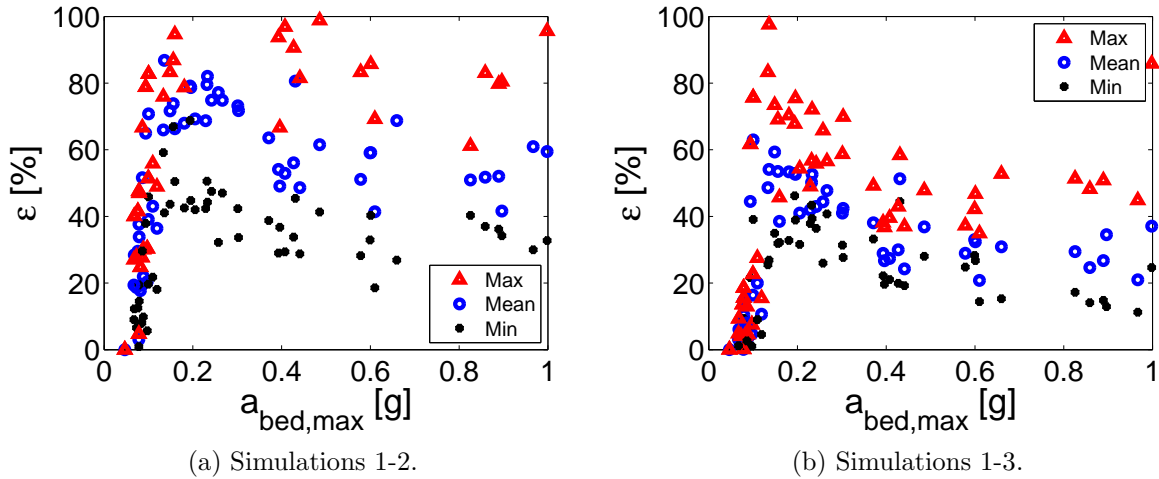 100
80
60
40
20
0
ε [%]
0 0.2 0.4 0.6 0.8 1
a_bed,max [g]
Max
Mean
Min
(a) Simulations 1-2.
100
80
60
40
20
0
ε [%]
0 0.2 0.4 0.6 0.8 1
a_bed,max [g]
Max
Mean
Min
(b) Simulations 1-3.